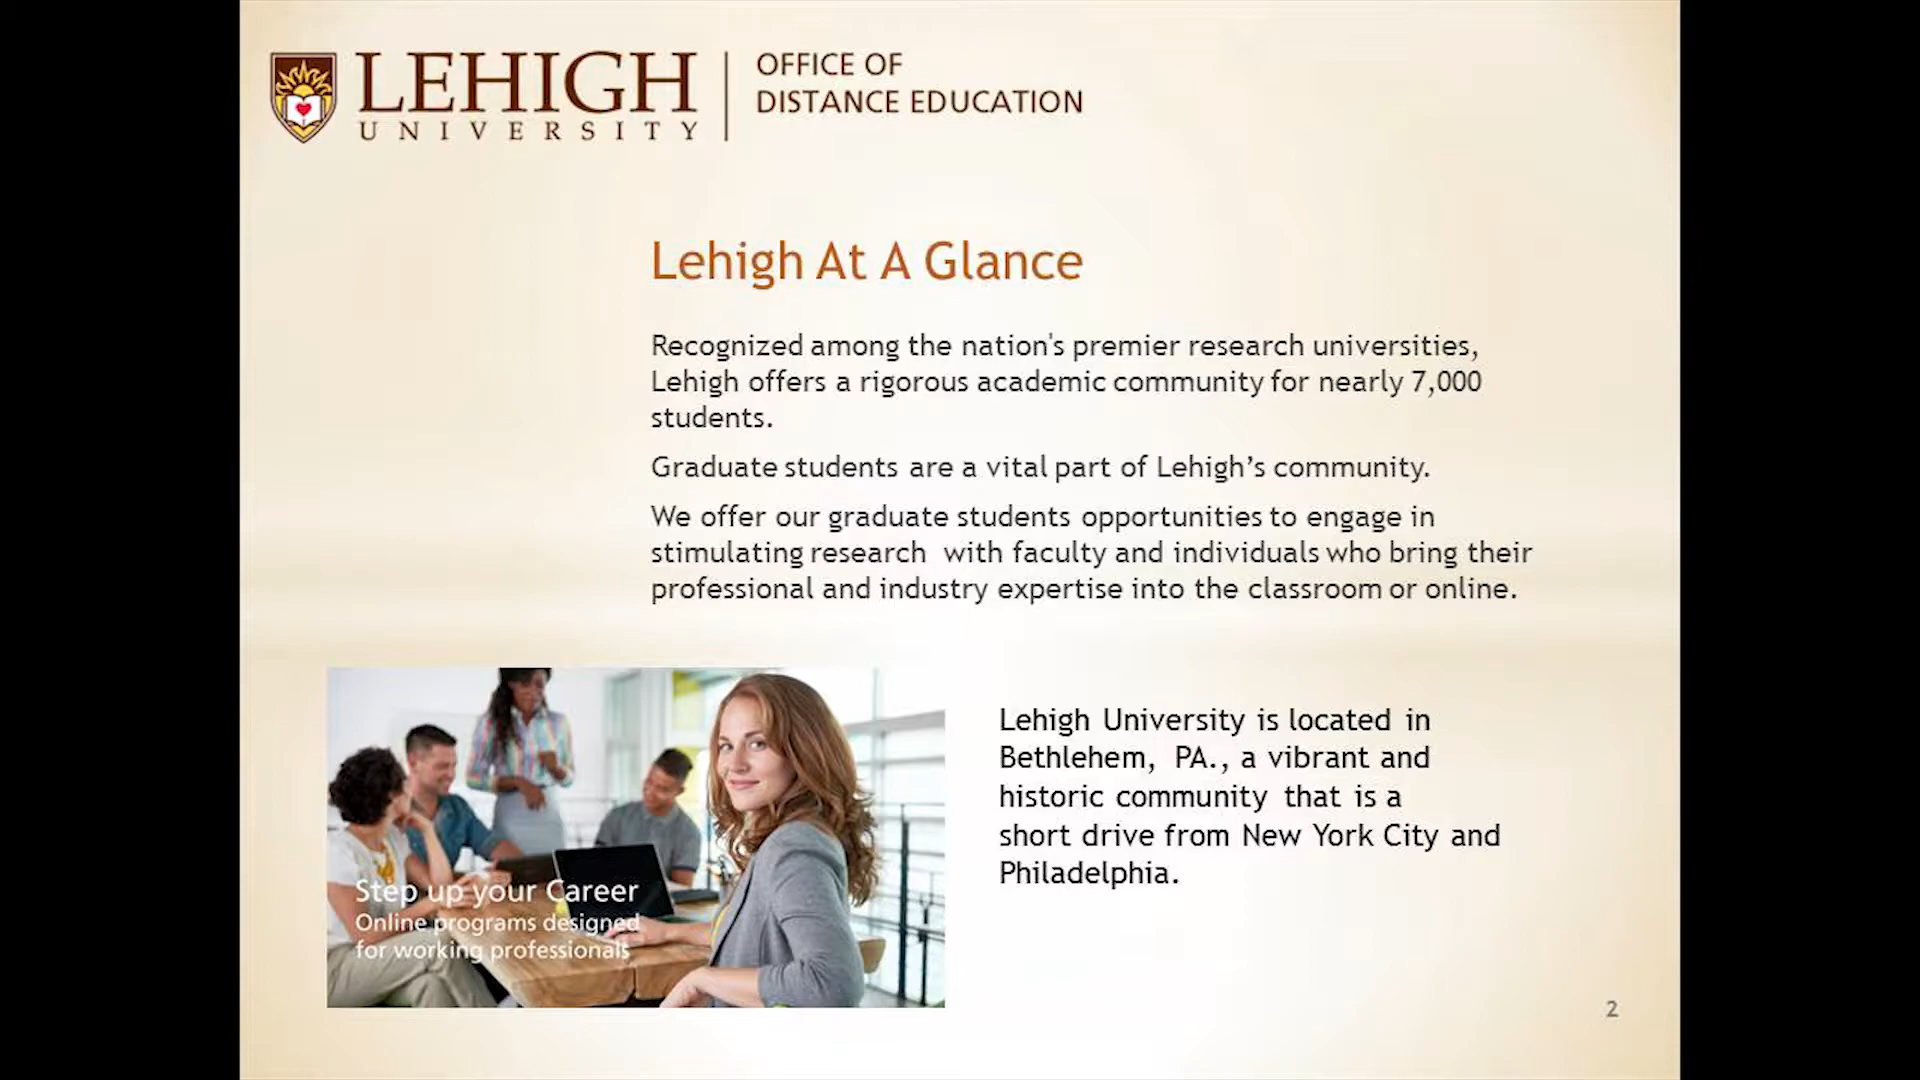 LEHIGH
UNIVERSITY
OFFICE OF
DISTANCE EDUCATION
Lehigh At A Glance
Recognized among the nation's premier research universities,
Lehigh offers a rigorous academic community for nearly 7,000
students.
Graduate students are a vital part of Lehigh’s community.
We offer our graduate students opportunities to engage in
stimulating research with faculty and individuals who bring their
professional and industry expertise into the classroom or online.
Step up your Career
Online programs designed
for working professionals
Lehigh University is located in
Bethlehem, PA., a vibrant and
historic community that is a
short drive from New York City and
Philadelphia.
2